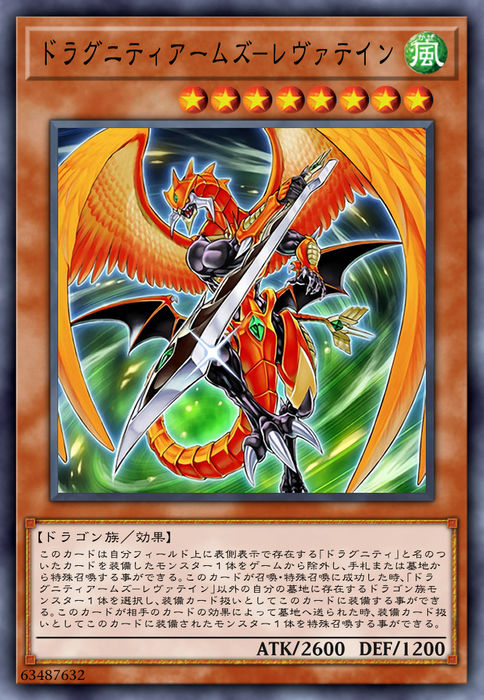 ドラグニティアームズ−レヴァテイン
かぜ
風
【ドラゴン族／効果】
このカードは自分フィールド上に表側表示で存在する「ドラグニティ」と名のつ
いたカードを装備したモンスター１体をゲームから除外し、手札または墓地か
ら特殊召喚する事ができる。このカードが召喚・特殊召喚に成功した時、「ドラ
グニティアームズ−レヴァテイン」以外の自分の墓地に存在するドラゴン族モ
ンスター１体を選択し、装備カード扱いとしてこのカードに装備する事ができ
る。このカードが相手のカードの効果によって墓地へ送られた時、装備カード扱
いとしてこのカードに装備されたモンスター１体を特殊召喚する事ができる。
ATK/2600 DEF/1200
63487632